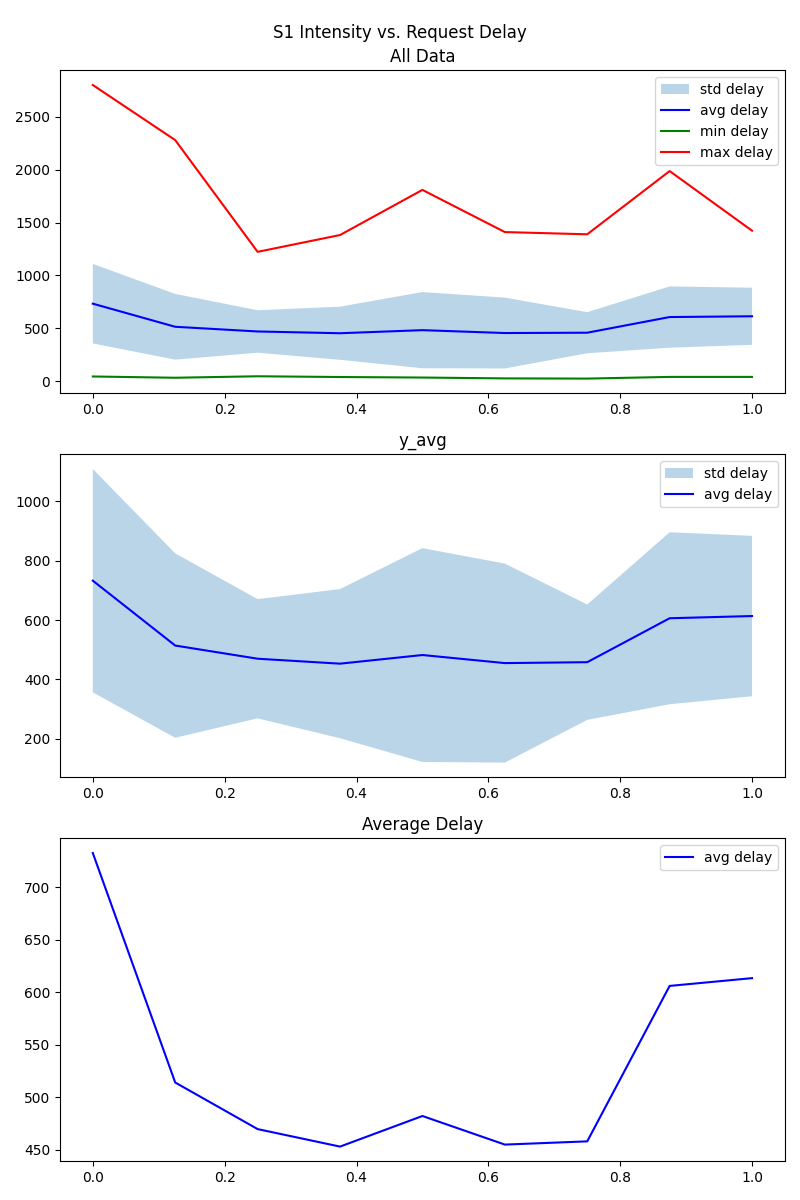 S1 Intensity vs. Request Delay
All Data
std delay
avg delay
min delay
max delay
2500
2000
1500
1000
500
0
0.0 0.2 0.4 0.6 0.8 1.0
y_avg
std delay
avg delay
1000
800
600
400
200
0.0 0.2 0.4 0.6 0.8 1.0
Average Delay
avg delay
700
650
600
550
500
450
0.0 0.2 0.4 0.6 0.8 1.0